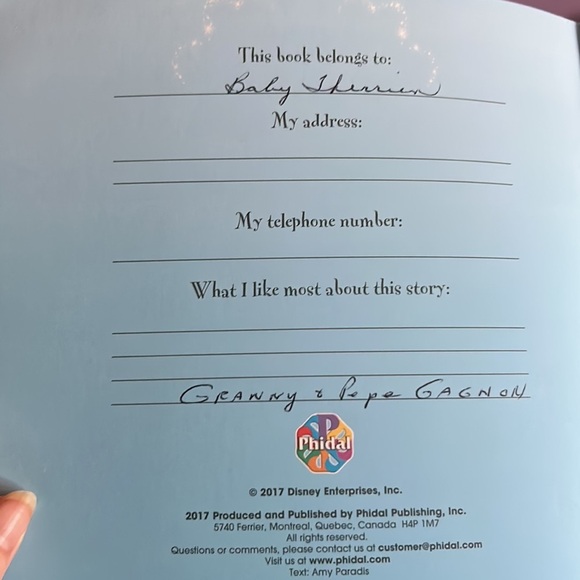 This book belongs to:
Baby Therrien
My address:
My telephone number:
What I like most about this story:
GRANNY & Pepe GAGNON
Phidal
© 2017 Disney Enterprises, Inc.
2017 Produced and Published by Phidal Publishing, Inc.
5740 Ferrier, Montreal, Quebec, Canada H4P 1M7
All rights reserved.
Questions or comments, please contact us at customer@phidal.com
Visit us at www.phidal.com
Text: Amy Paradis